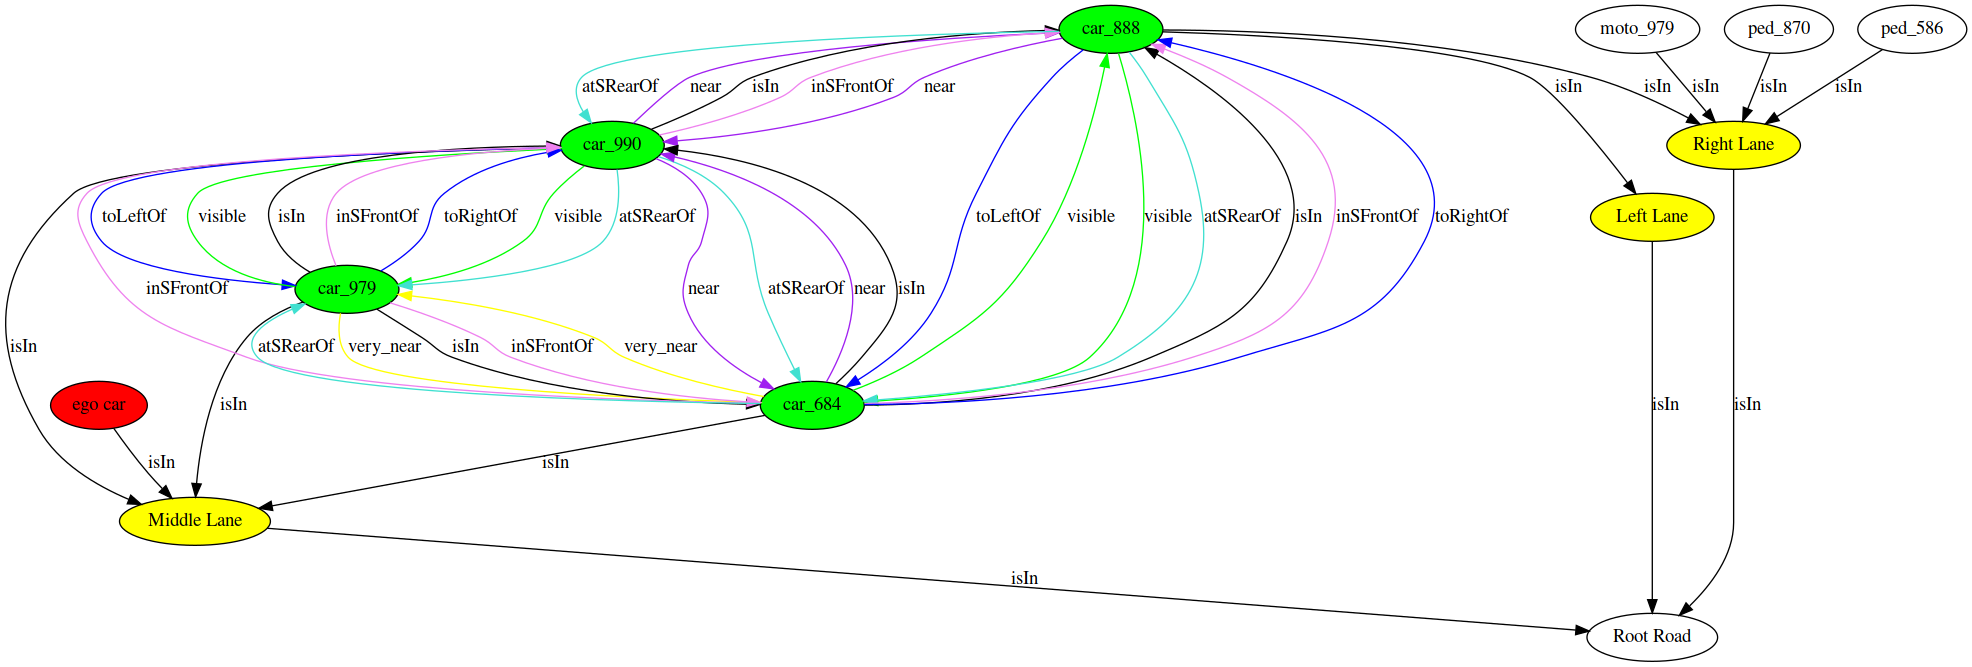 car_888
moto_979
ped_870
ped_586
atSRearOf
near
isIn
inSFrontOf
near
isIn
isIn
isIn
isIn
isIn
car_990
Right Lane
toLeftOf
visible
isIn
inSFrontOf
toRightOf
visible
atSRearOf
toLeftOf
visible
visible
atSRearOf
isIn
inSFrontOf
toRightOf
Left Lane
car_979
inSFrontOf
near
atSRearOf
near
isIn
isIn
atSRearOf
very_near
isIn
inSFrontOf
very_near
ego car
isIn
car_684
isIn
isIn
isIn
isIn
Middle Lane
isIn
Root Road